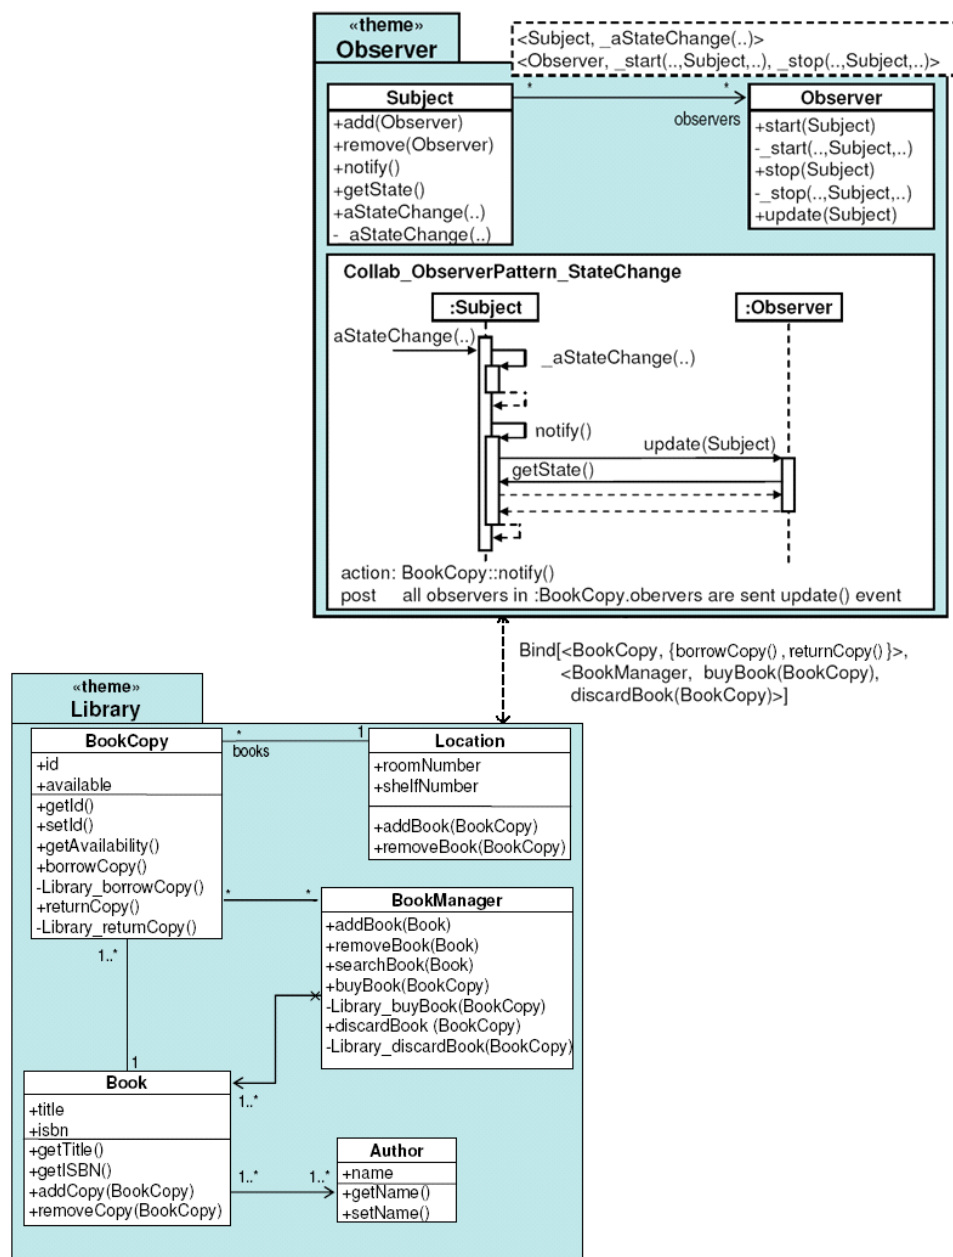 «theme»
Observer
<Subject, _aStateChange(..)>
<Observer, _start(..,Subject,..), _stop(..,Subject,..)>
Subject
+add(Observer)
+remove(Observer)
+notify()
+getState()
+aStateChange(..)
-_aStateChange(..)
*
*
observers
Observer
+start(Subject)
-_start(..,Subject,..)
+stop(Subject)
-_stop(..,Subject,..)
+update(Subject)
Collab_ObserverPattern_StateChange
:Subject
:Observer
aStateChange(..)
_aStateChange(..)
notify()
update(Subject)
getState()
action: BookCopy::notify()
post all observers in :BookCopy.obervers are sent update() event
Bind[<BookCopy, {borrowCopy() , returnCopy() }>,
<BookManager, buyBook(BookCopy),
discardBook(BookCopy)>]
«theme»
Library
BookCopy
+id
+available
+getId()
+setId()
+getAvailability()
+borrowCopy()
-Library_borrowCopy()
+returnCopy()
-Library_returnCopy()
*
1
books
Location
+roomNumber
+shelfNumber
+addBook(BookCopy)
+removeBook(BookCopy)
*
*
BookManager
+addBook(Book)
+removeBook(Book)
+searchBook(Book)
+buyBook(BookCopy)
-Library_buyBook(BookCopy)
+discardBook (BookCopy)
-Library_discardBook(BookCopy)
1..*
1
1..*
Book
+title
+isbn
+getTitle()
+getISBN()
+addCopy(BookCopy)
+removeCopy(BookCopy)
1..*
1..*
Author
+name
+getName()
+setName()